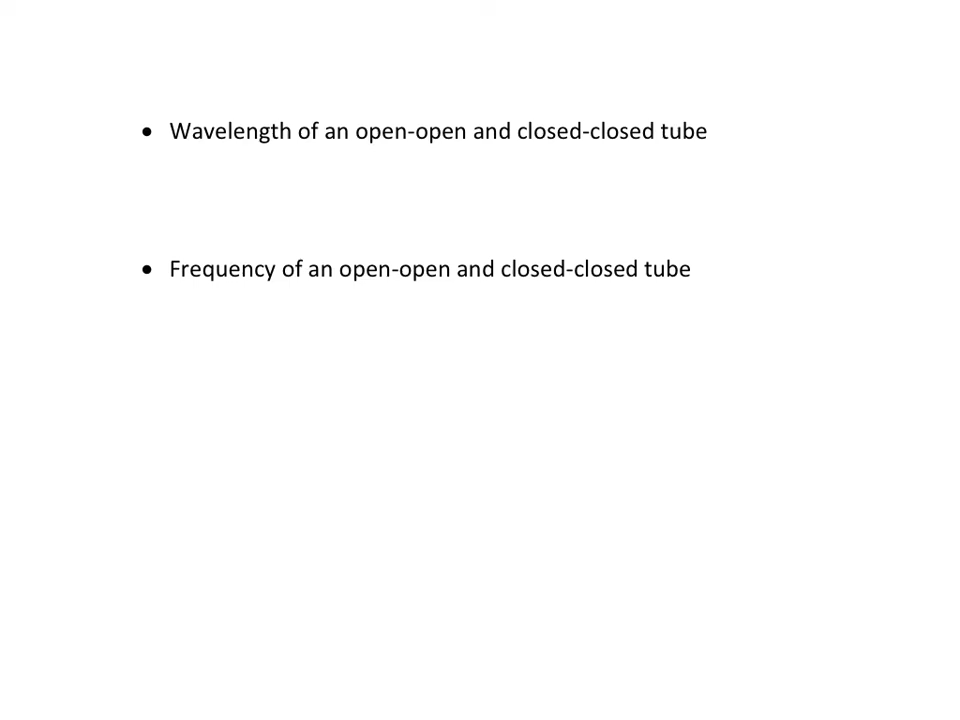 • Wavelength of an open-open and closed-closed tube
• Frequency of an open-open and closed-closed tube